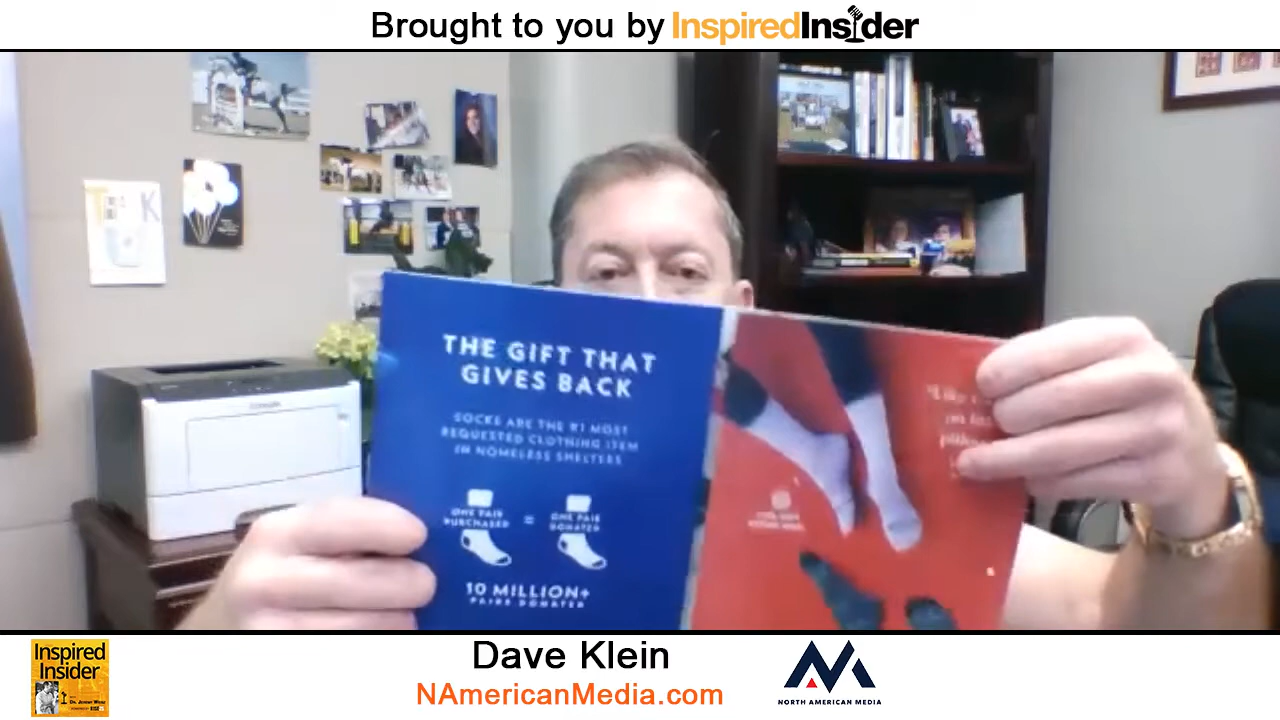 Brought to you by InspiredInsider
THE GIFT THAT
GIVES BACK
SOCKS ARE THE #1 MOST
REQUESTED CLOTHING ITEM
IN HOMELESS SHELTERS
ONE PAIR
PURCHASED
=
ONE PAIR
DONATED
10 MILLION+
PAIRS DONATED
Inspired
Insider
Dave Klein
NAmericanMedia.com
NORTH AMERICAN MEDIA